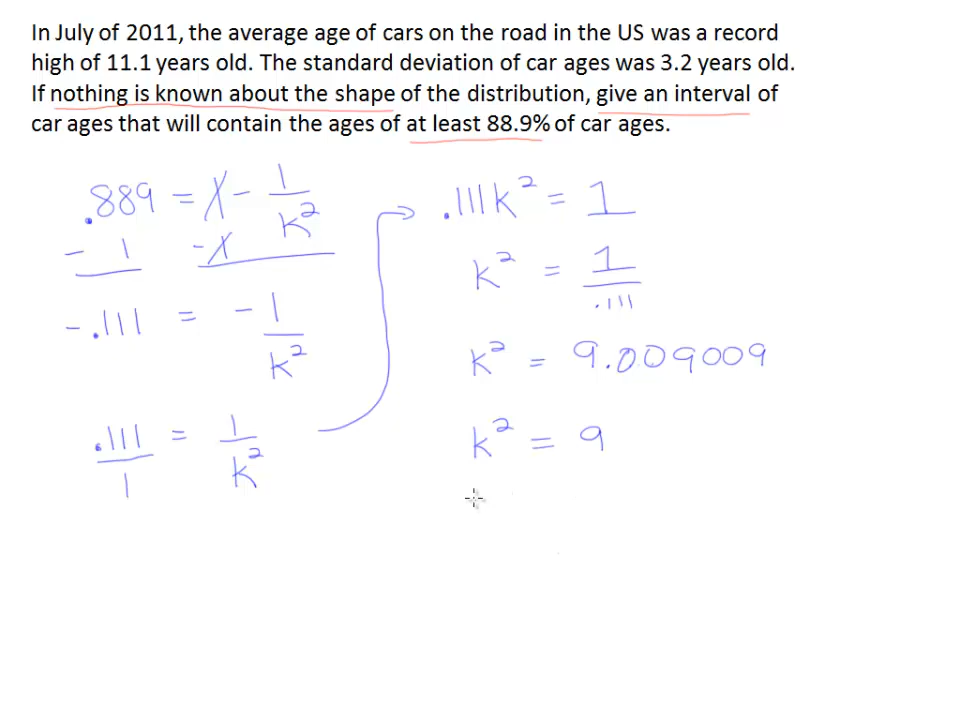 In July of 2011, the average age of cars on the road in the US was a record
high of 11.1 years old. The standard deviation of car ages was 3.2 years old.
If nothing is known about the shape of the distribution, give an interval of
car ages that will contain the ages of at least 88.9% of car ages.
.889 = 1 - 1/k²
- 1 -1
-.111 = - 1/k²
.111/1 = 1/k²
.111k² = 1
k² = 1/.111
k² = 9.009009
k² = 9